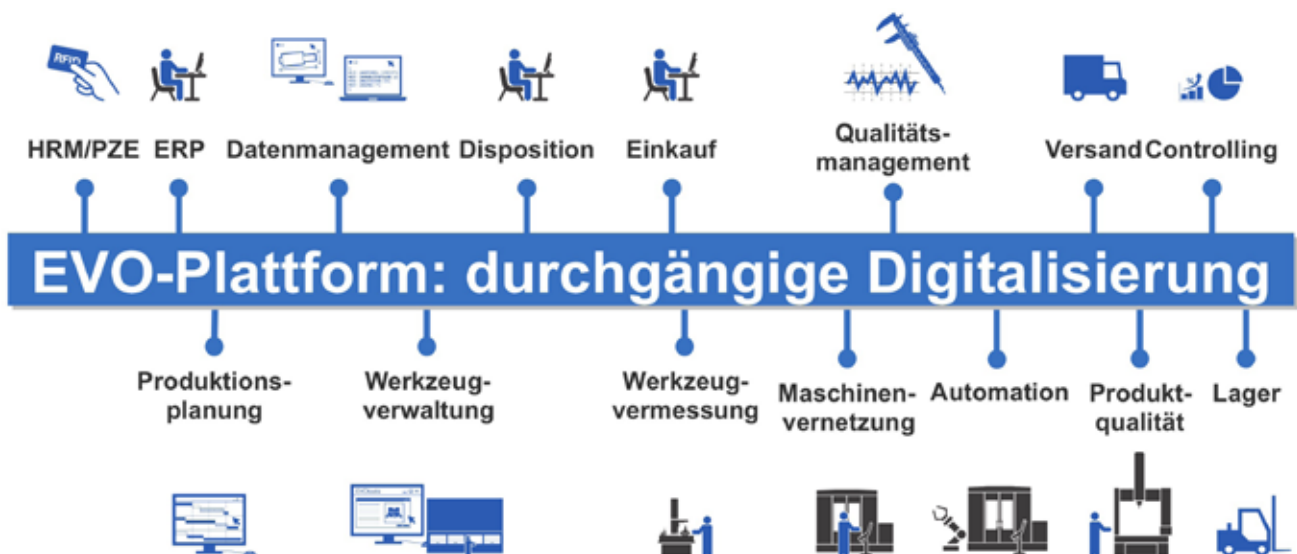 RFID
HRM/PZE ERP Datenmanagement Disposition Einkauf
Qualitäts-
management
Versand Controlling
EVO-Plattform: durchgängige Digitalisierung
Produktions-
planung
Werkzeug-
verwaltung
Werkzeug-
vermessung
Maschinen-
vernetzung
Automation
Produkt-
qualität
Lager